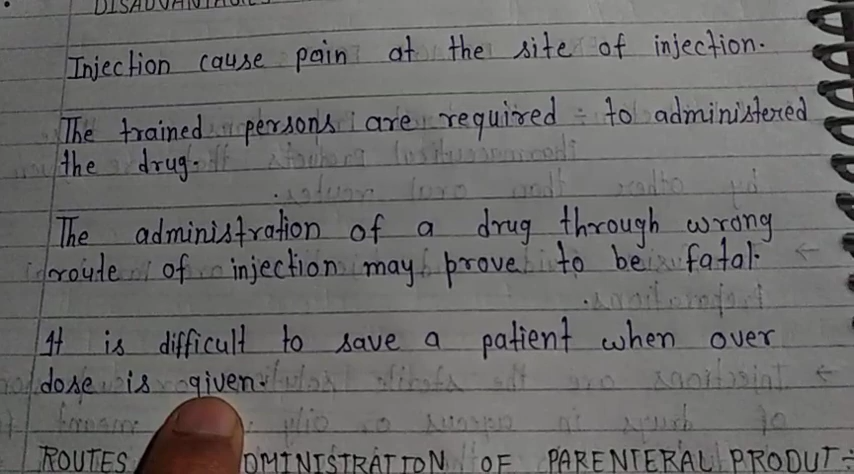 DISADVANTAGES
Injection cause pain at the site of injection.
The trained persons are required - to administered
the drug.
The administration of a drug through wrong
route of injection may prove to be fatal.
It is difficult to save a patient when over
dose is given.
ROUTES OF PARENTERAL PRODUT:-